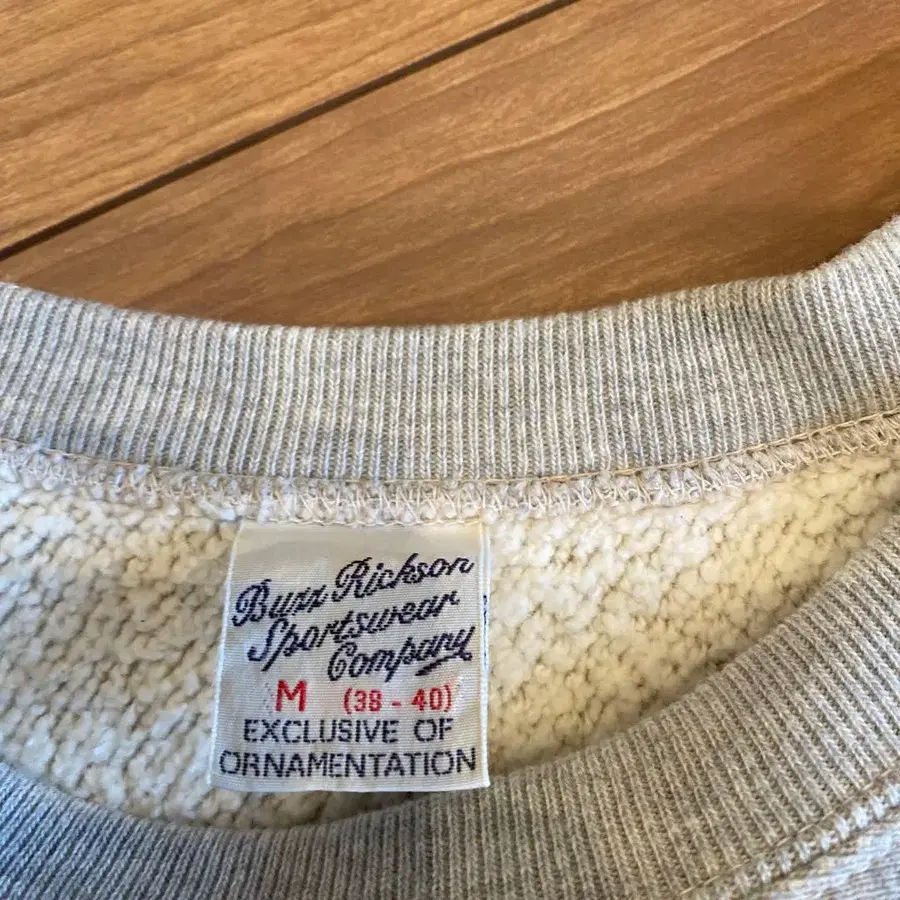 Buzz Rickson
Sportswear
Company
M (38 - 40)
EXCLUSIVE OF
ORNAMENTATION